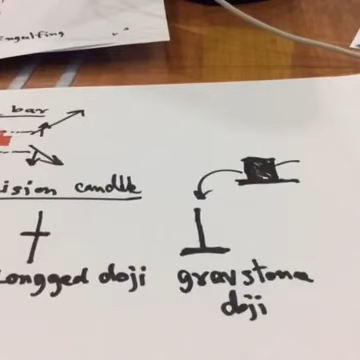 engulfing
bar
ision candle
longged doji
gravstone
doji